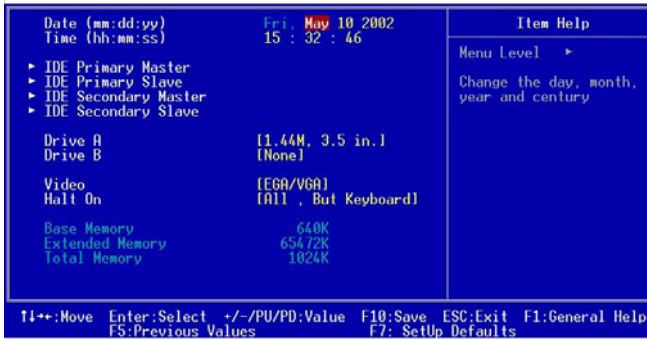 Date (mm:dd:yy) Fri, May 10 2002
Time (hh:mm:ss) 15 : 32 : 46
► IDE Primary Master
► IDE Primary Slave
► IDE Secondary Master
► IDE Secondary Slave
Drive A [1.44M, 3.5 in.]
Drive B [None]
Video [EGA/VGA]
Halt On [All , But Keyboard]
Base Memory 640K
Extended Memory 65472K
Total Memory 1024K
Item Help
Menu Level ►
Change the day, month,
year and century
↑↓→←:Move Enter:Select +/-/PU/PD:Value F10:Save ESC:Exit F1:General Help
F5:Previous Values F7: SetUp Defaults